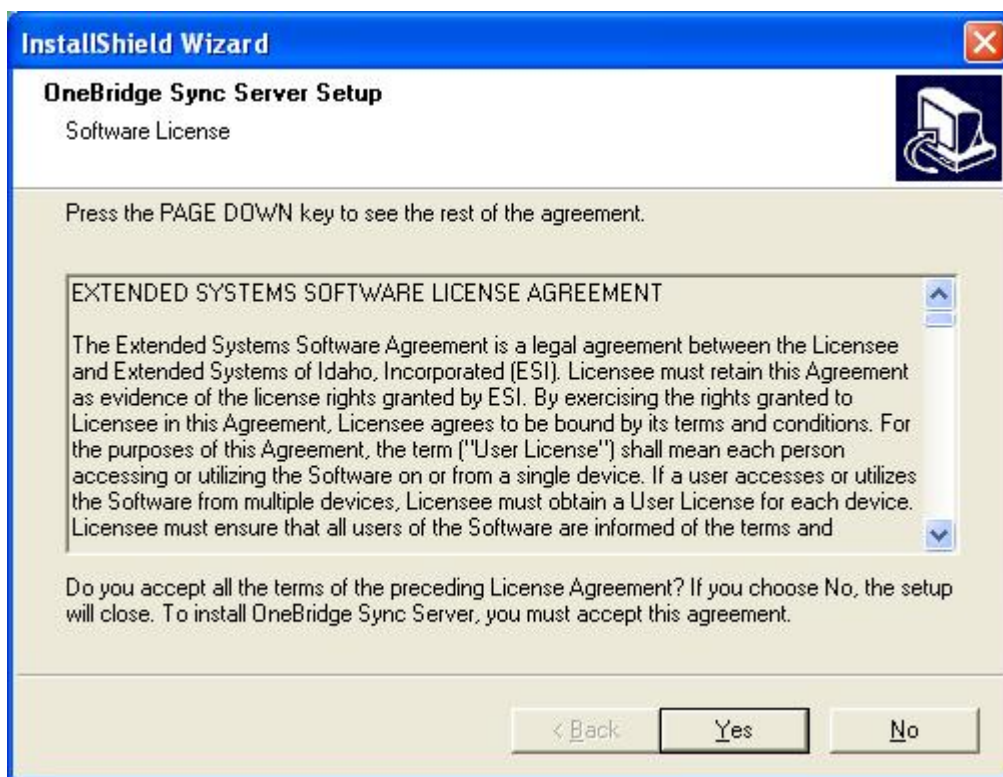 InstallShield Wizard
OneBridge Sync Server Setup
Software License
Press the PAGE DOWN key to see the rest of the agreement.
EXTENDED SYSTEMS SOFTWARE LICENSE AGREEMENT
The Extended Systems Software Agreement is a legal agreement between the Licensee
and Extended Systems of Idaho, Incorporated (ESI). Licensee must retain this Agreement
as evidence of the license rights granted by ESI. By exercising the rights granted to
Licensee in this Agreement, Licensee agrees to be bound by its terms and conditions. For
the purposes of this Agreement, the term ("User License") shall mean each person
accessing or utilizing the Software on or from a single device. If a user accesses or utilizes
the Software from multiple devices, Licensee must obtain a User License for each device.
Licensee must ensure that all users of the Software are informed of the terms and
Do you accept all the terms of the preceding License Agreement? If you choose No, the setup
will close. To install OneBridge Sync Server, you must accept this agreement.
< Back
Yes
No